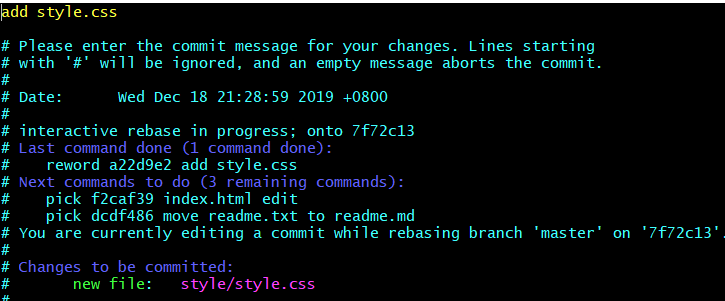 add style.css
# Please enter the commit message for your changes. Lines starting
# with '#' will be ignored, and an empty message aborts the commit.
#
# Date:      Wed Dec 18 21:28:59 2019 +0800
#
# interactive rebase in progress; onto 7f72c13
# Last command done (1 command done):
#    reword a22d9e2 add style.css
# Next commands to do (3 remaining commands):
#    pick f2caf39 index.html edit
#    pick dcdf486 move readme.txt to readme.md
# You are currently editing a commit while rebasing branch 'master' on '7f72c13'.
#
# Changes to be committed:
#       new file:   style/style.css
#